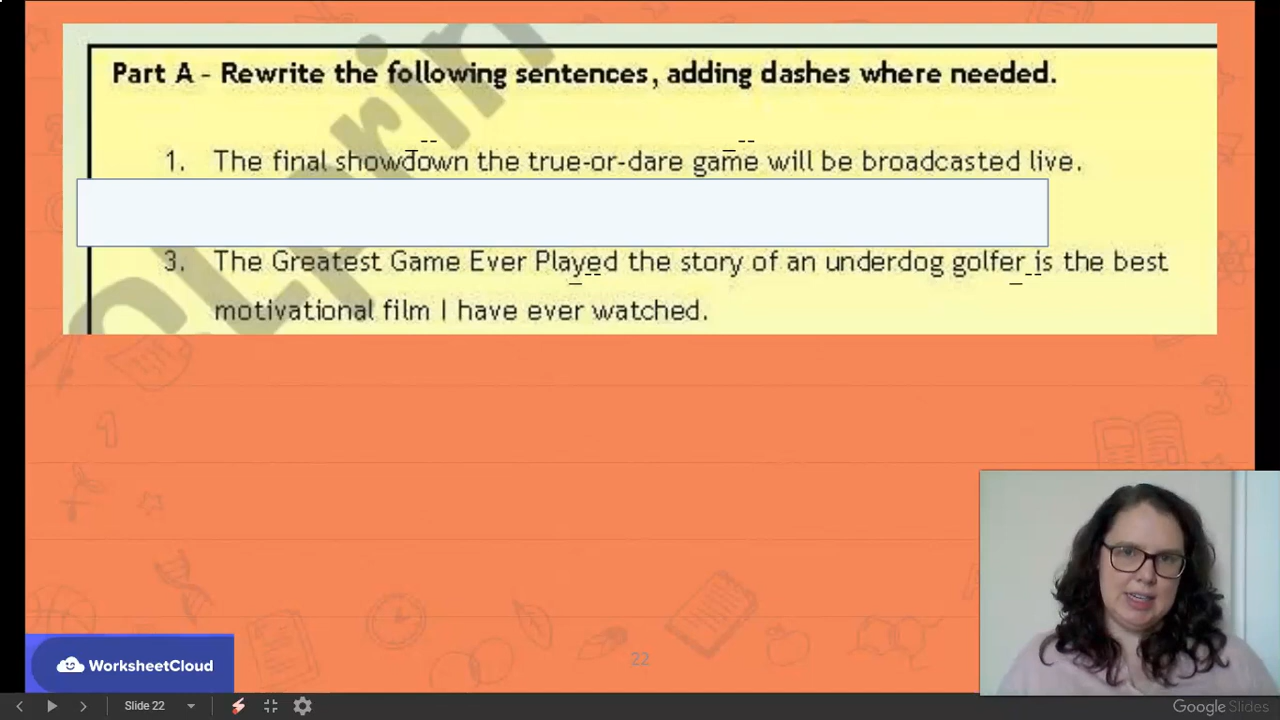 Part A - Rewrite the following sentences, adding dashes where needed.
1. The final showdown the true-or-dare game will be broadcasted live.
3. The Greatest Game Ever Played the story of an underdog golfer is the best
motivational film I have ever watched.
22
WorksheetCloud
Slide 22
Google Slides